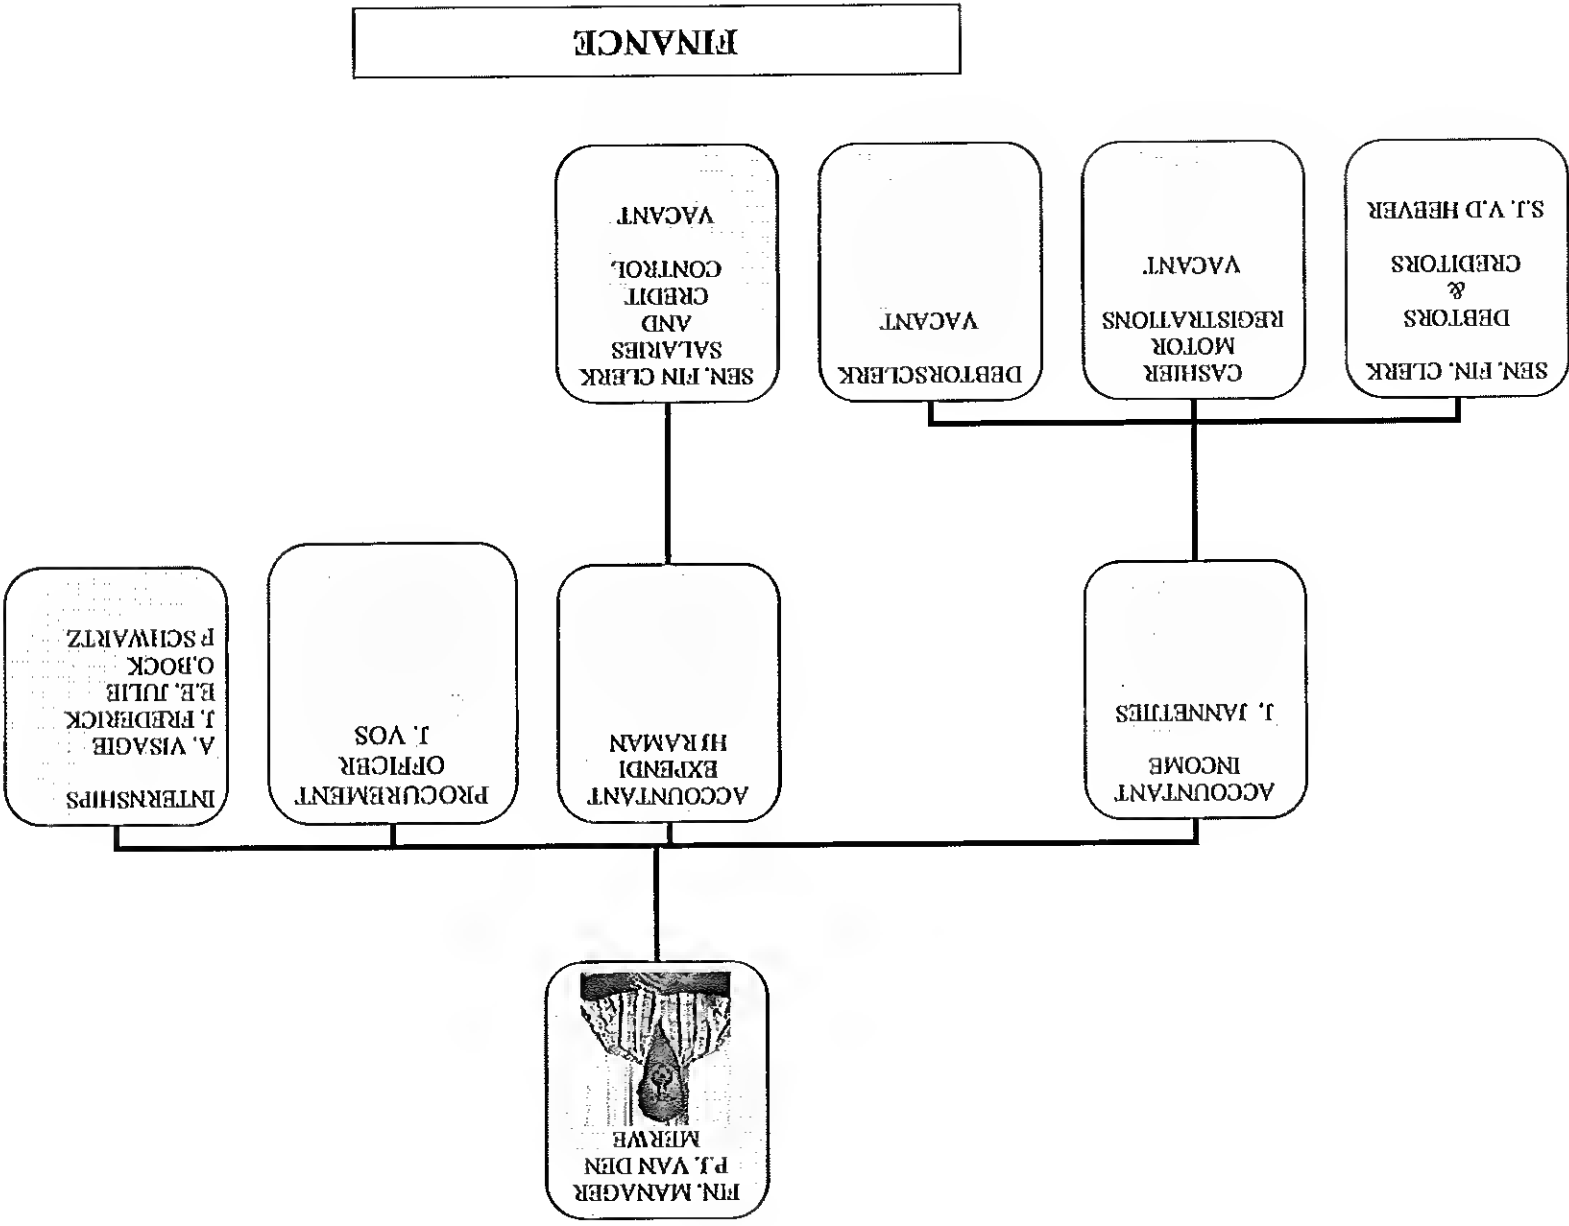 FIN. MANAGER
P.J. VAN DEN
MERWE
ACCOUNTANT
INCOME
J. JANNETJIES
ACCOUNTANT
EXPENDI
HJRAMAN
PROCUREMENT
OFFICER
J. VOS
INTERNSHIPS
A. VISAGIE
J. FREDERICK
E.E. JULIE
O.BOCK
P SCHWARTZ
SEN. FIN. CLERK
DEBTORS
&
CREDITORS
S.J. V.D HEEVER
CASHIER
MOTOR
REGISTRATIONS
VACANT
DEBTORSCLERK
VACANT
SEN. FIN CLERK
SALARIES
AND
CREDIT
CONTROL
VACANT
FINANCE